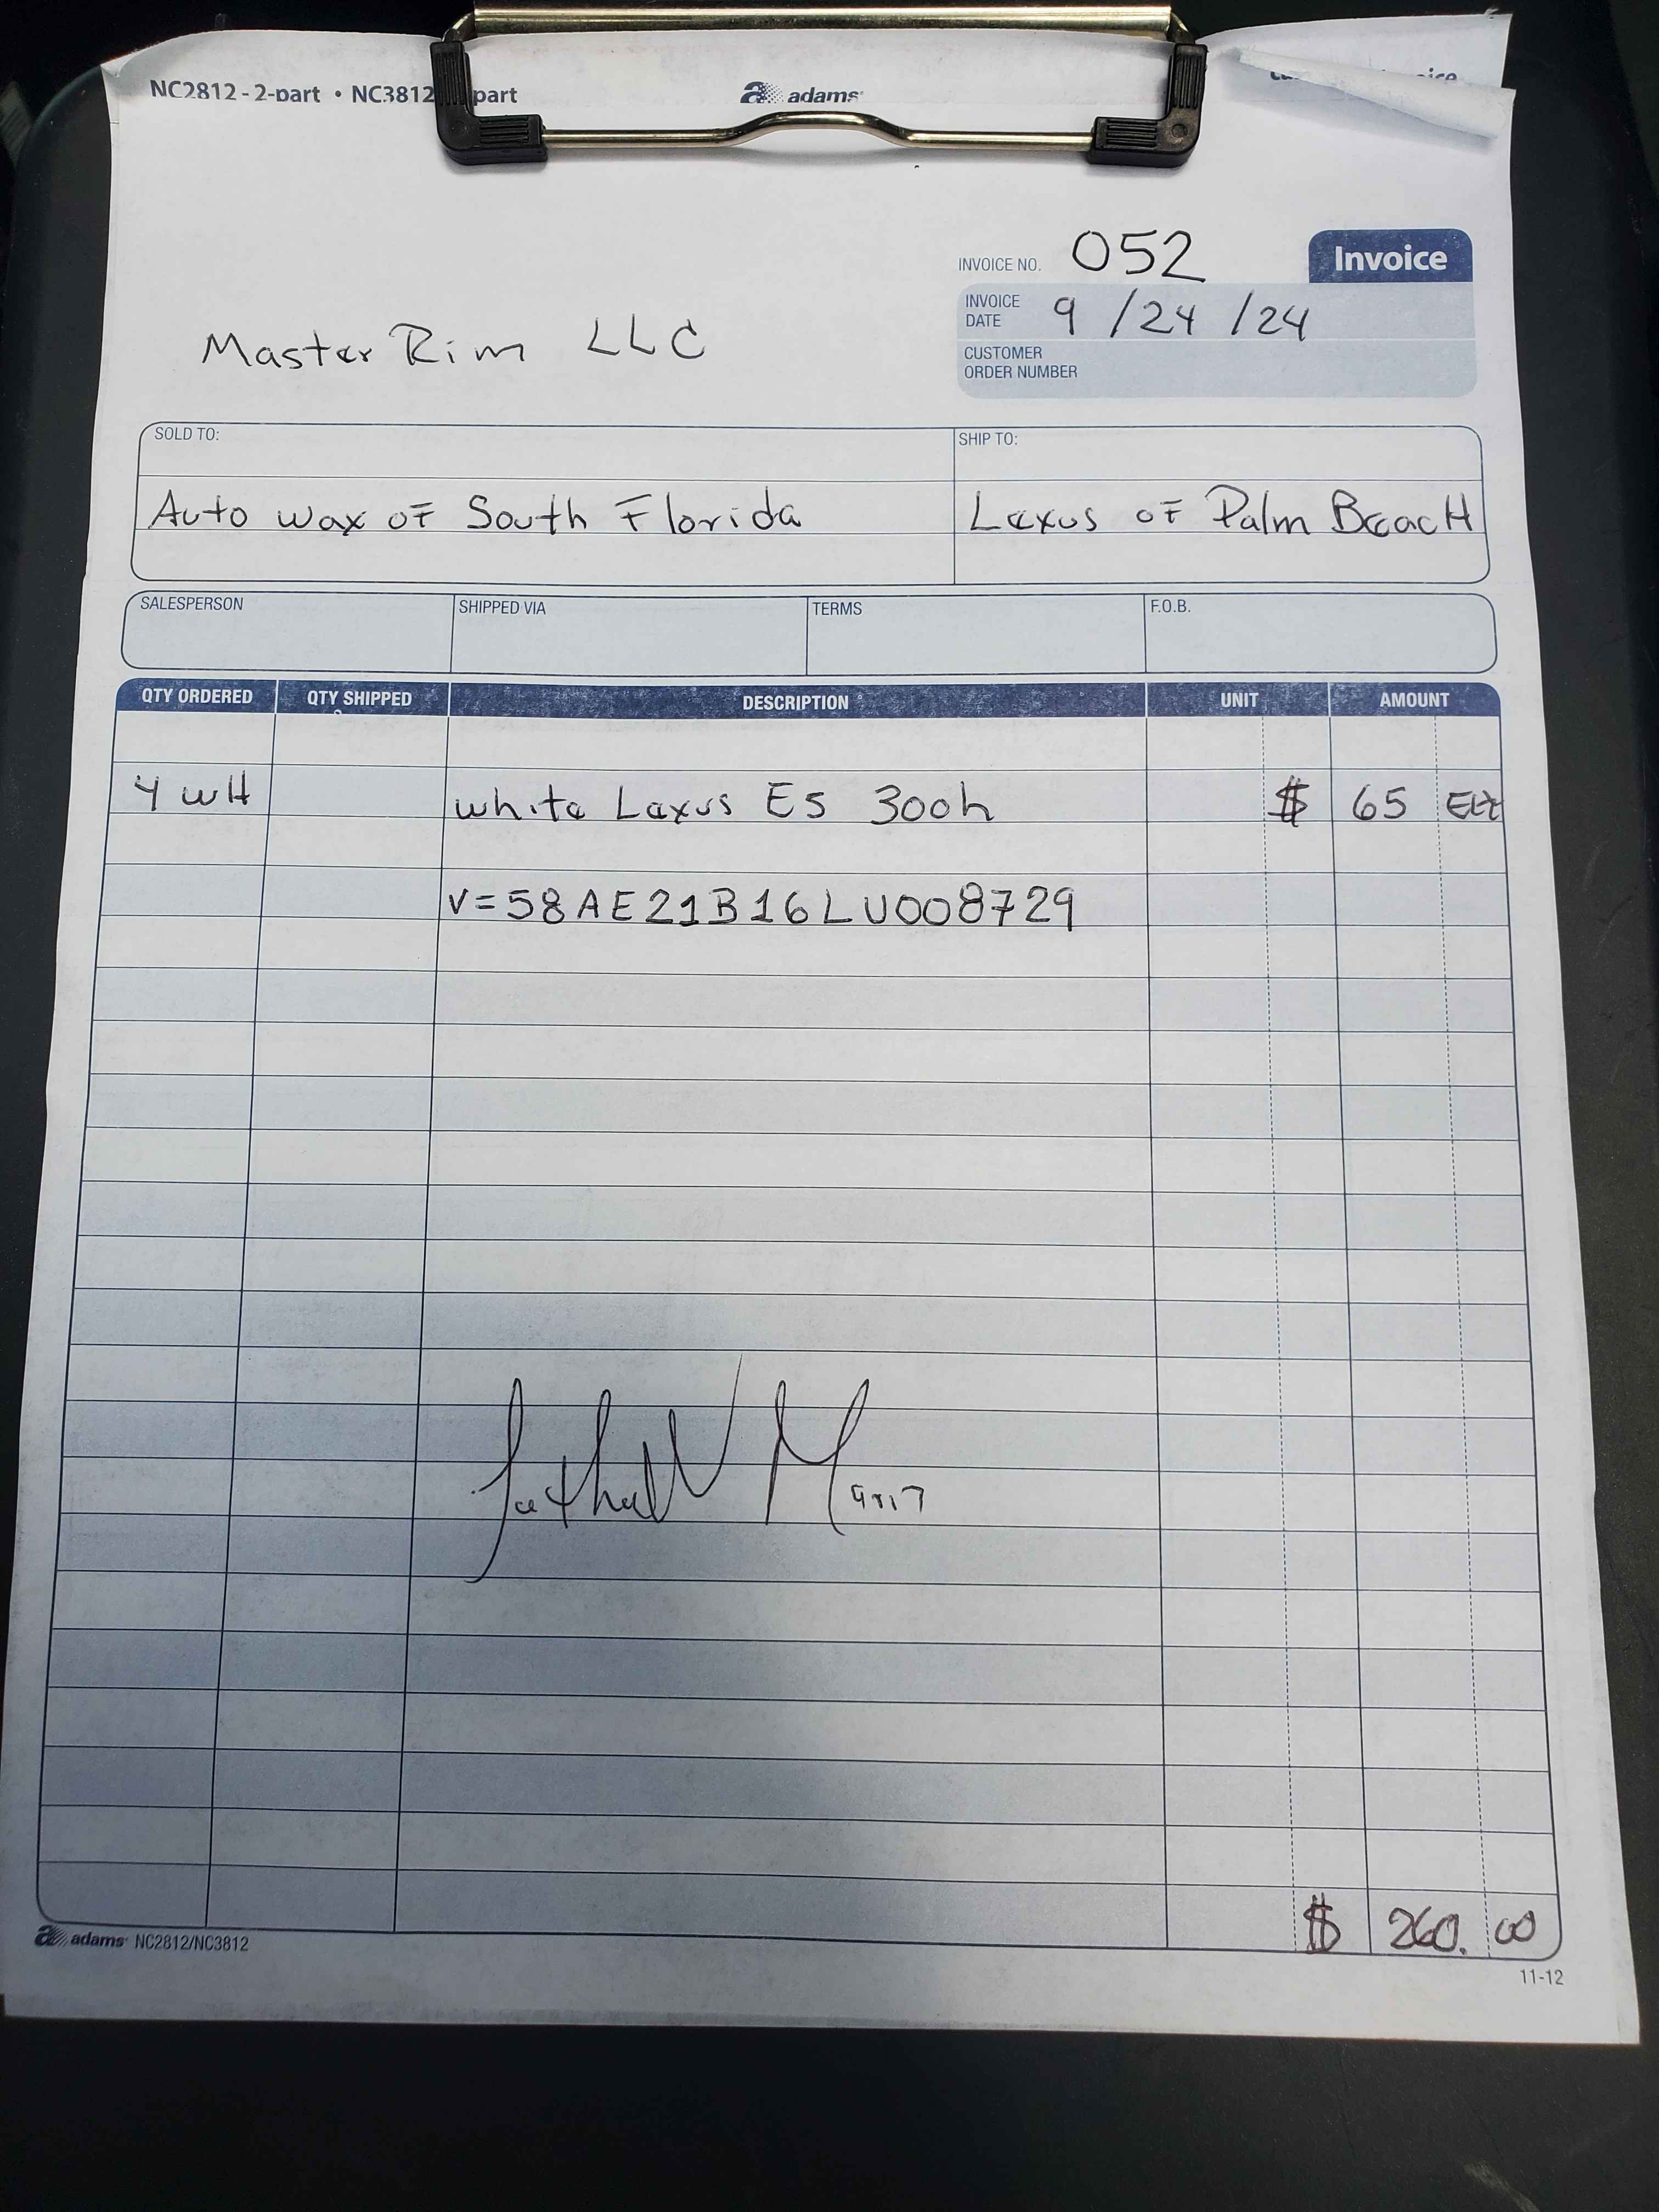 NC2812 - 2-part • NC3812 part
adams
INVOICE NO. 052
Invoice
INVOICE DATE 9/24/24
CUSTOMER ORDER NUMBER
Master Rim LLC
SOLD TO:
SHIP TO:
Auto wax of South Florida
Lexus of Palm BeacH
SALESPERSON
SHIPPED VIA
TERMS
F.O.B.
QTY ORDERED
QTY SHIPPED
DESCRIPTION
UNIT
AMOUNT
4 wH white Lexus ES 300h $ 65
V=58AE21B16LU008729
$ 260.00
adams NC2812/NC3812
11-12